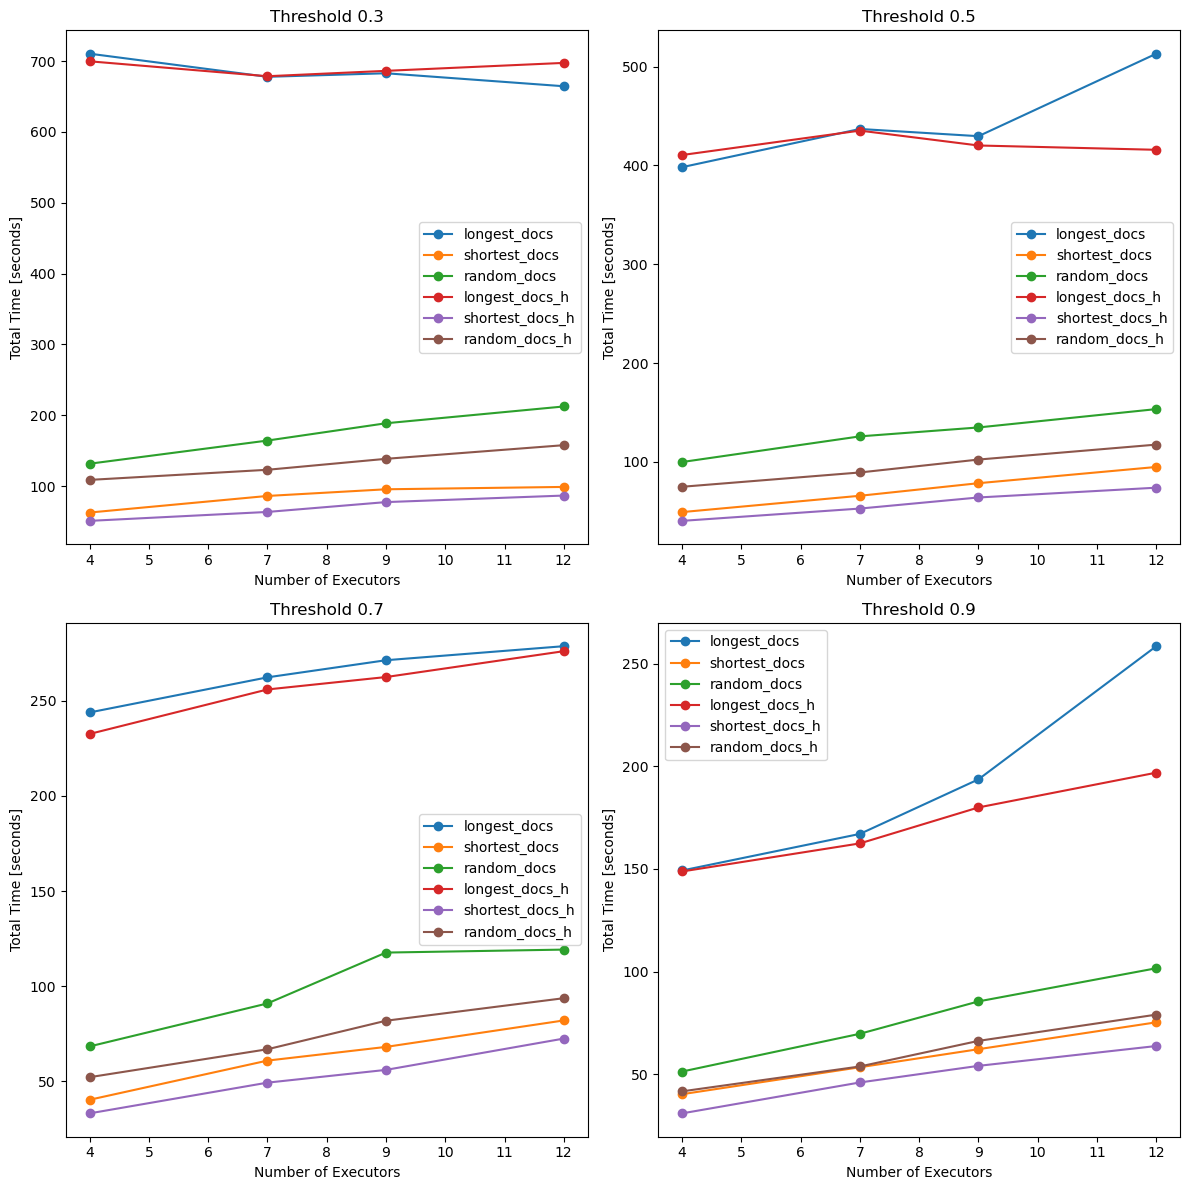 Threshold 0.3
700
600
500
400
300
200
100
Total Time [seconds]
longest_docs
shortest_docs
random_docs
longest_docs_h
shortest_docs_h
random_docs_h
4 5 6 7 8 9 10 11 12
Number of Executors
Threshold 0.5
500
400
300
200
100
Total Time [seconds]
longest_docs
shortest_docs
random_docs
longest_docs_h
shortest_docs_h
random_docs_h
4 5 6 7 8 9 10 11 12
Number of Executors
Threshold 0.7
250
200
150
100
50
Total Time [seconds]
longest_docs
shortest_docs
random_docs
longest_docs_h
shortest_docs_h
random_docs_h
4 5 6 7 8 9 10 11 12
Number of Executors
Threshold 0.9
250
200
150
100
50
Total Time [seconds]
longest_docs
shortest_docs
random_docs
longest_docs_h
shortest_docs_h
random_docs_h
4 5 6 7 8 9 10 11 12
Number of Executors